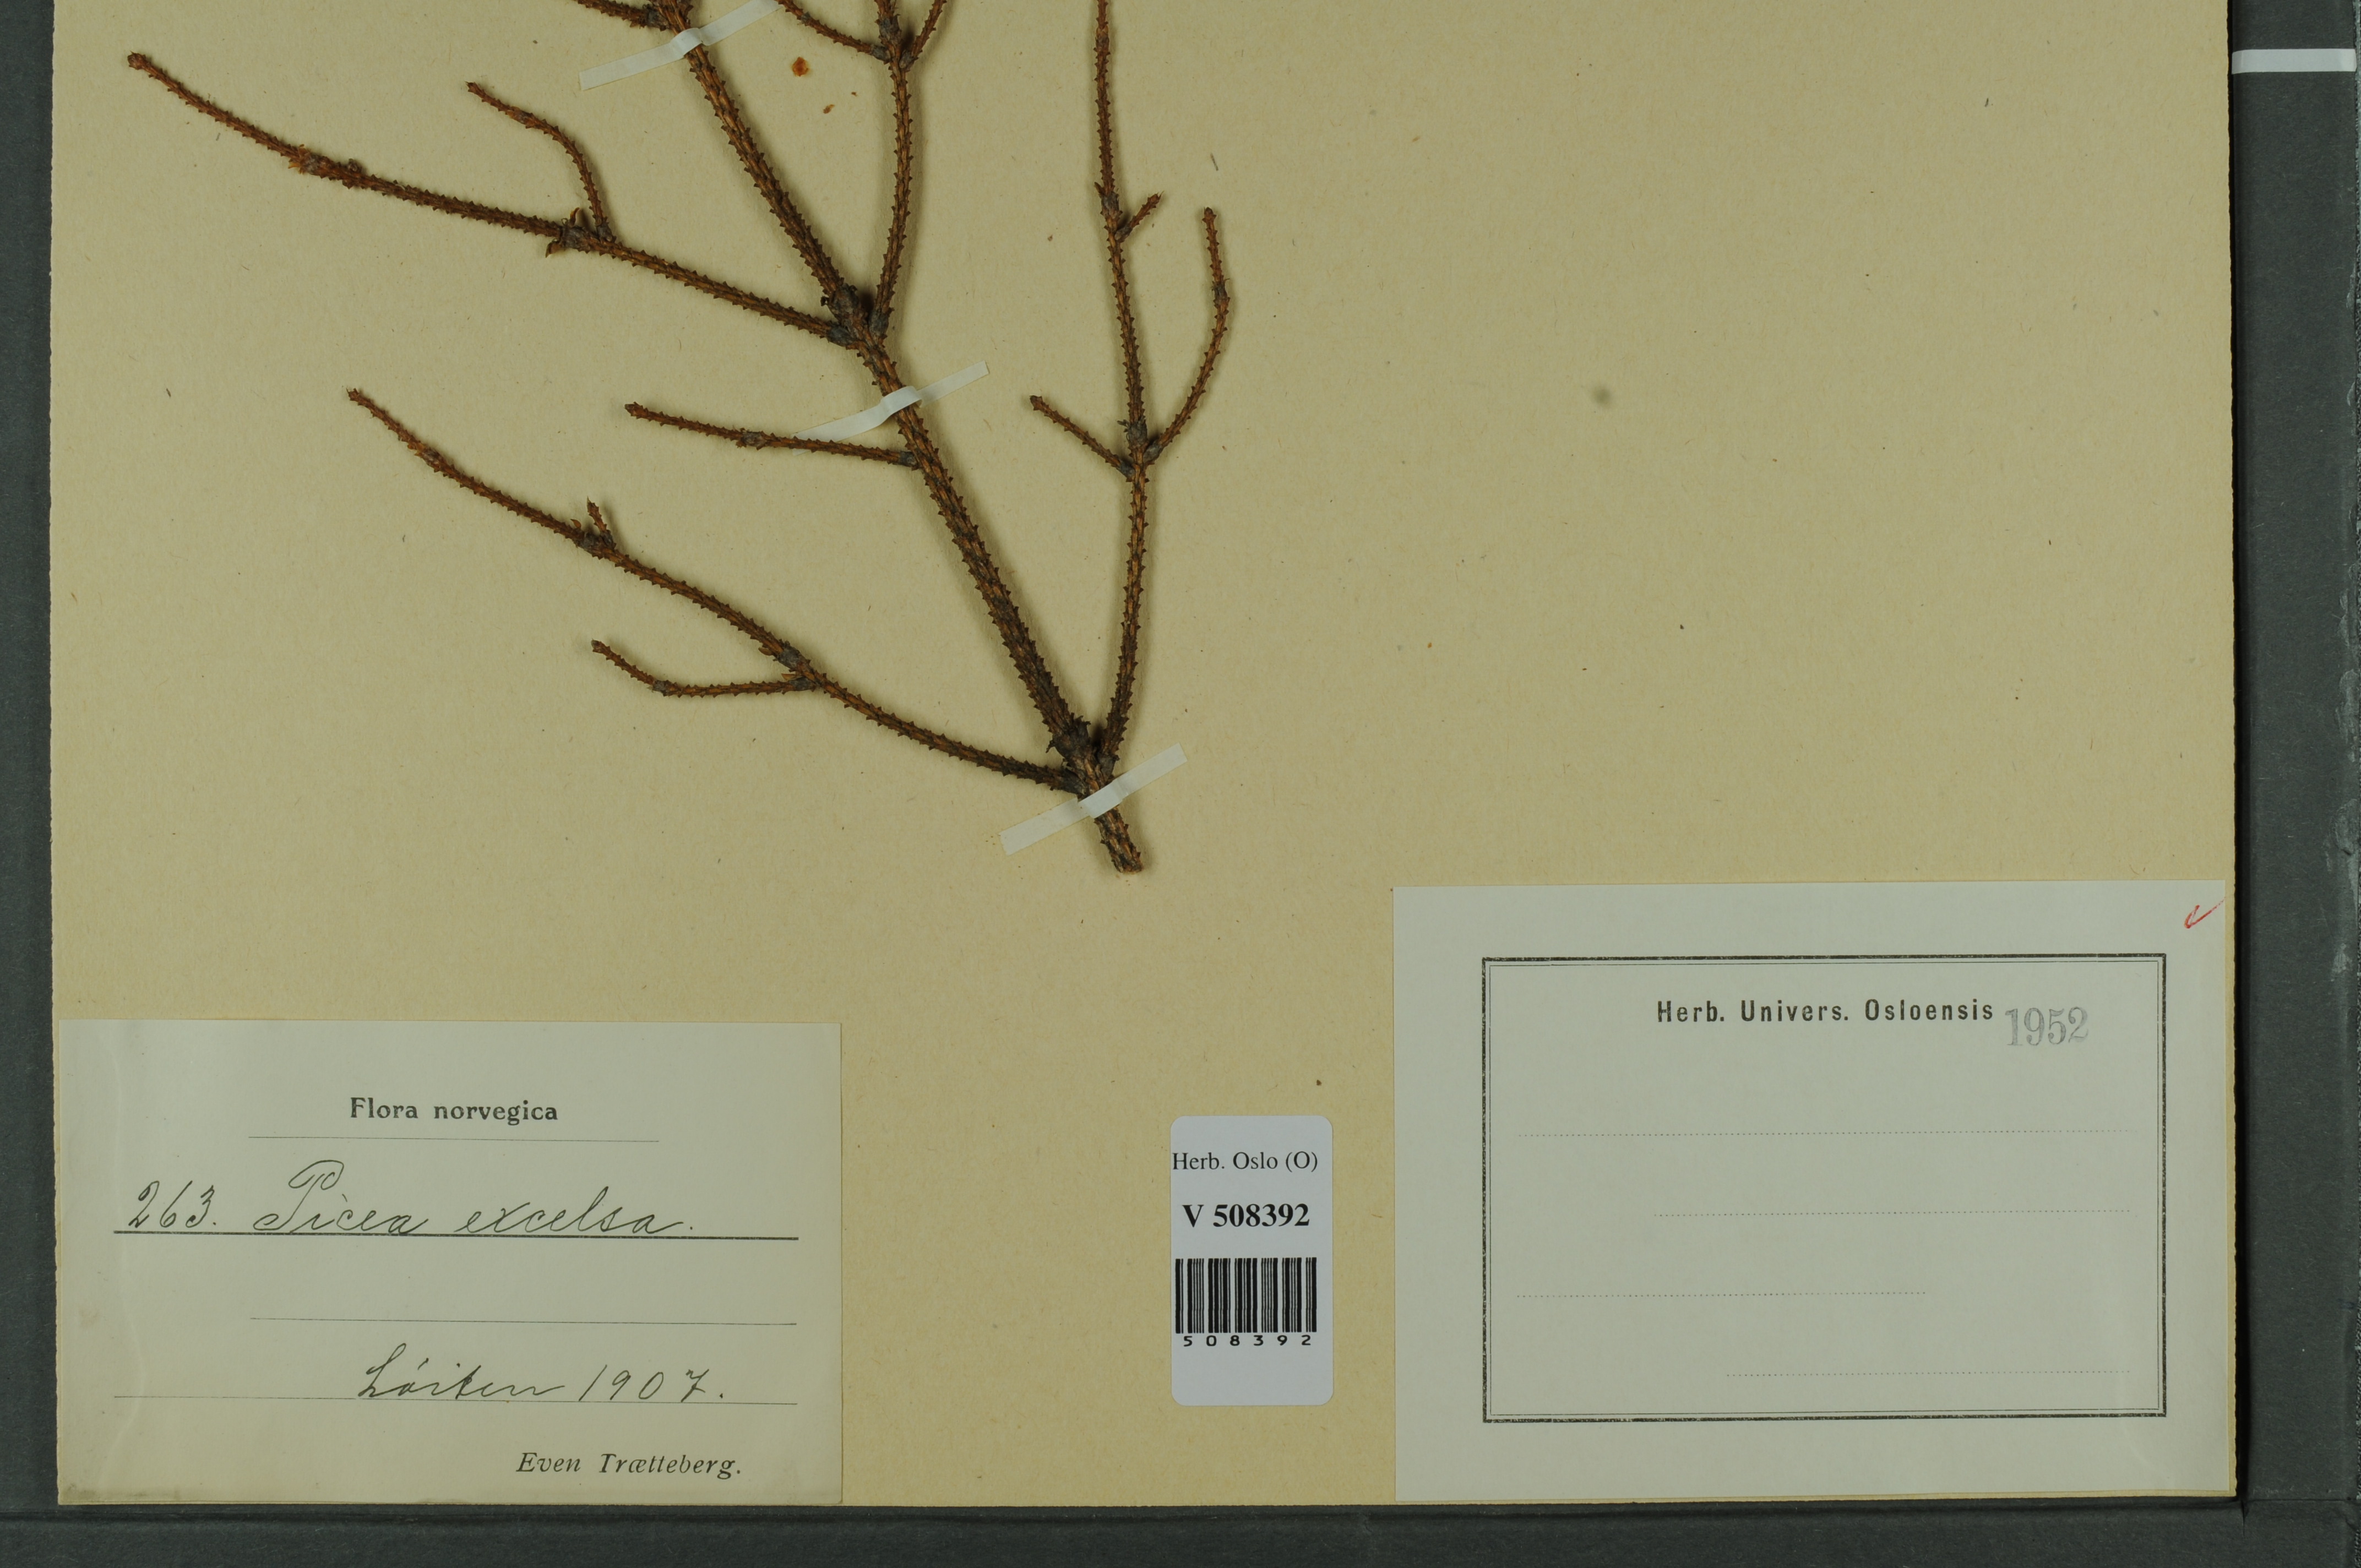 Flora norvegica
263. Picea excelsa.
Löiten 1907.
Even Trætteberg.
Herb. Oslo (O)
V 508392
508392
Herb. Univers. Osloensis 1952